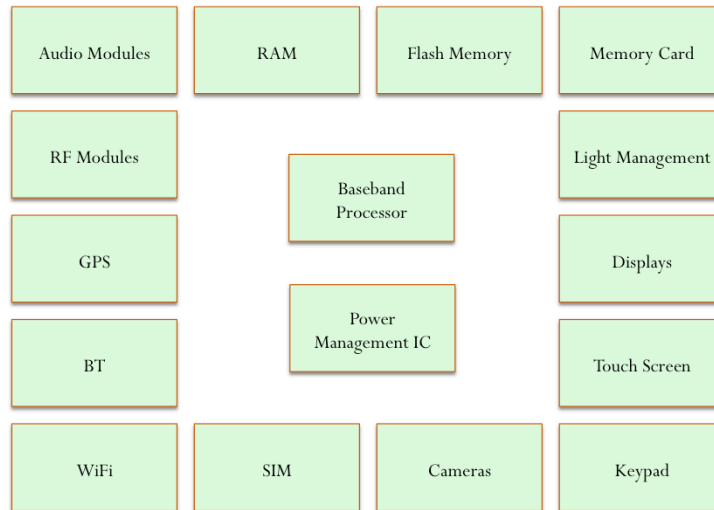 Audio Modules
RAM
Flash Memory
Memory Card
RF Modules
Light Management
Baseband
Processor
GPS
Displays
Power
Management IC
BT
Touch Screen
WiFi
SIM
Cameras
Keypad